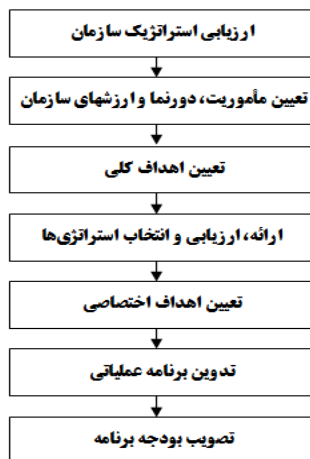 ارزیابی استراتژیک سازمان
تعیین مأموریت، دورنما و ارزشهای سازمان
تعیین اهداف کلی
ارائه، ارزیابی و انتخاب استراتژی‌ها
تعیین اهداف اختصاصی
تدوین برنامه عملیاتی
تصویب بودجه برنامه